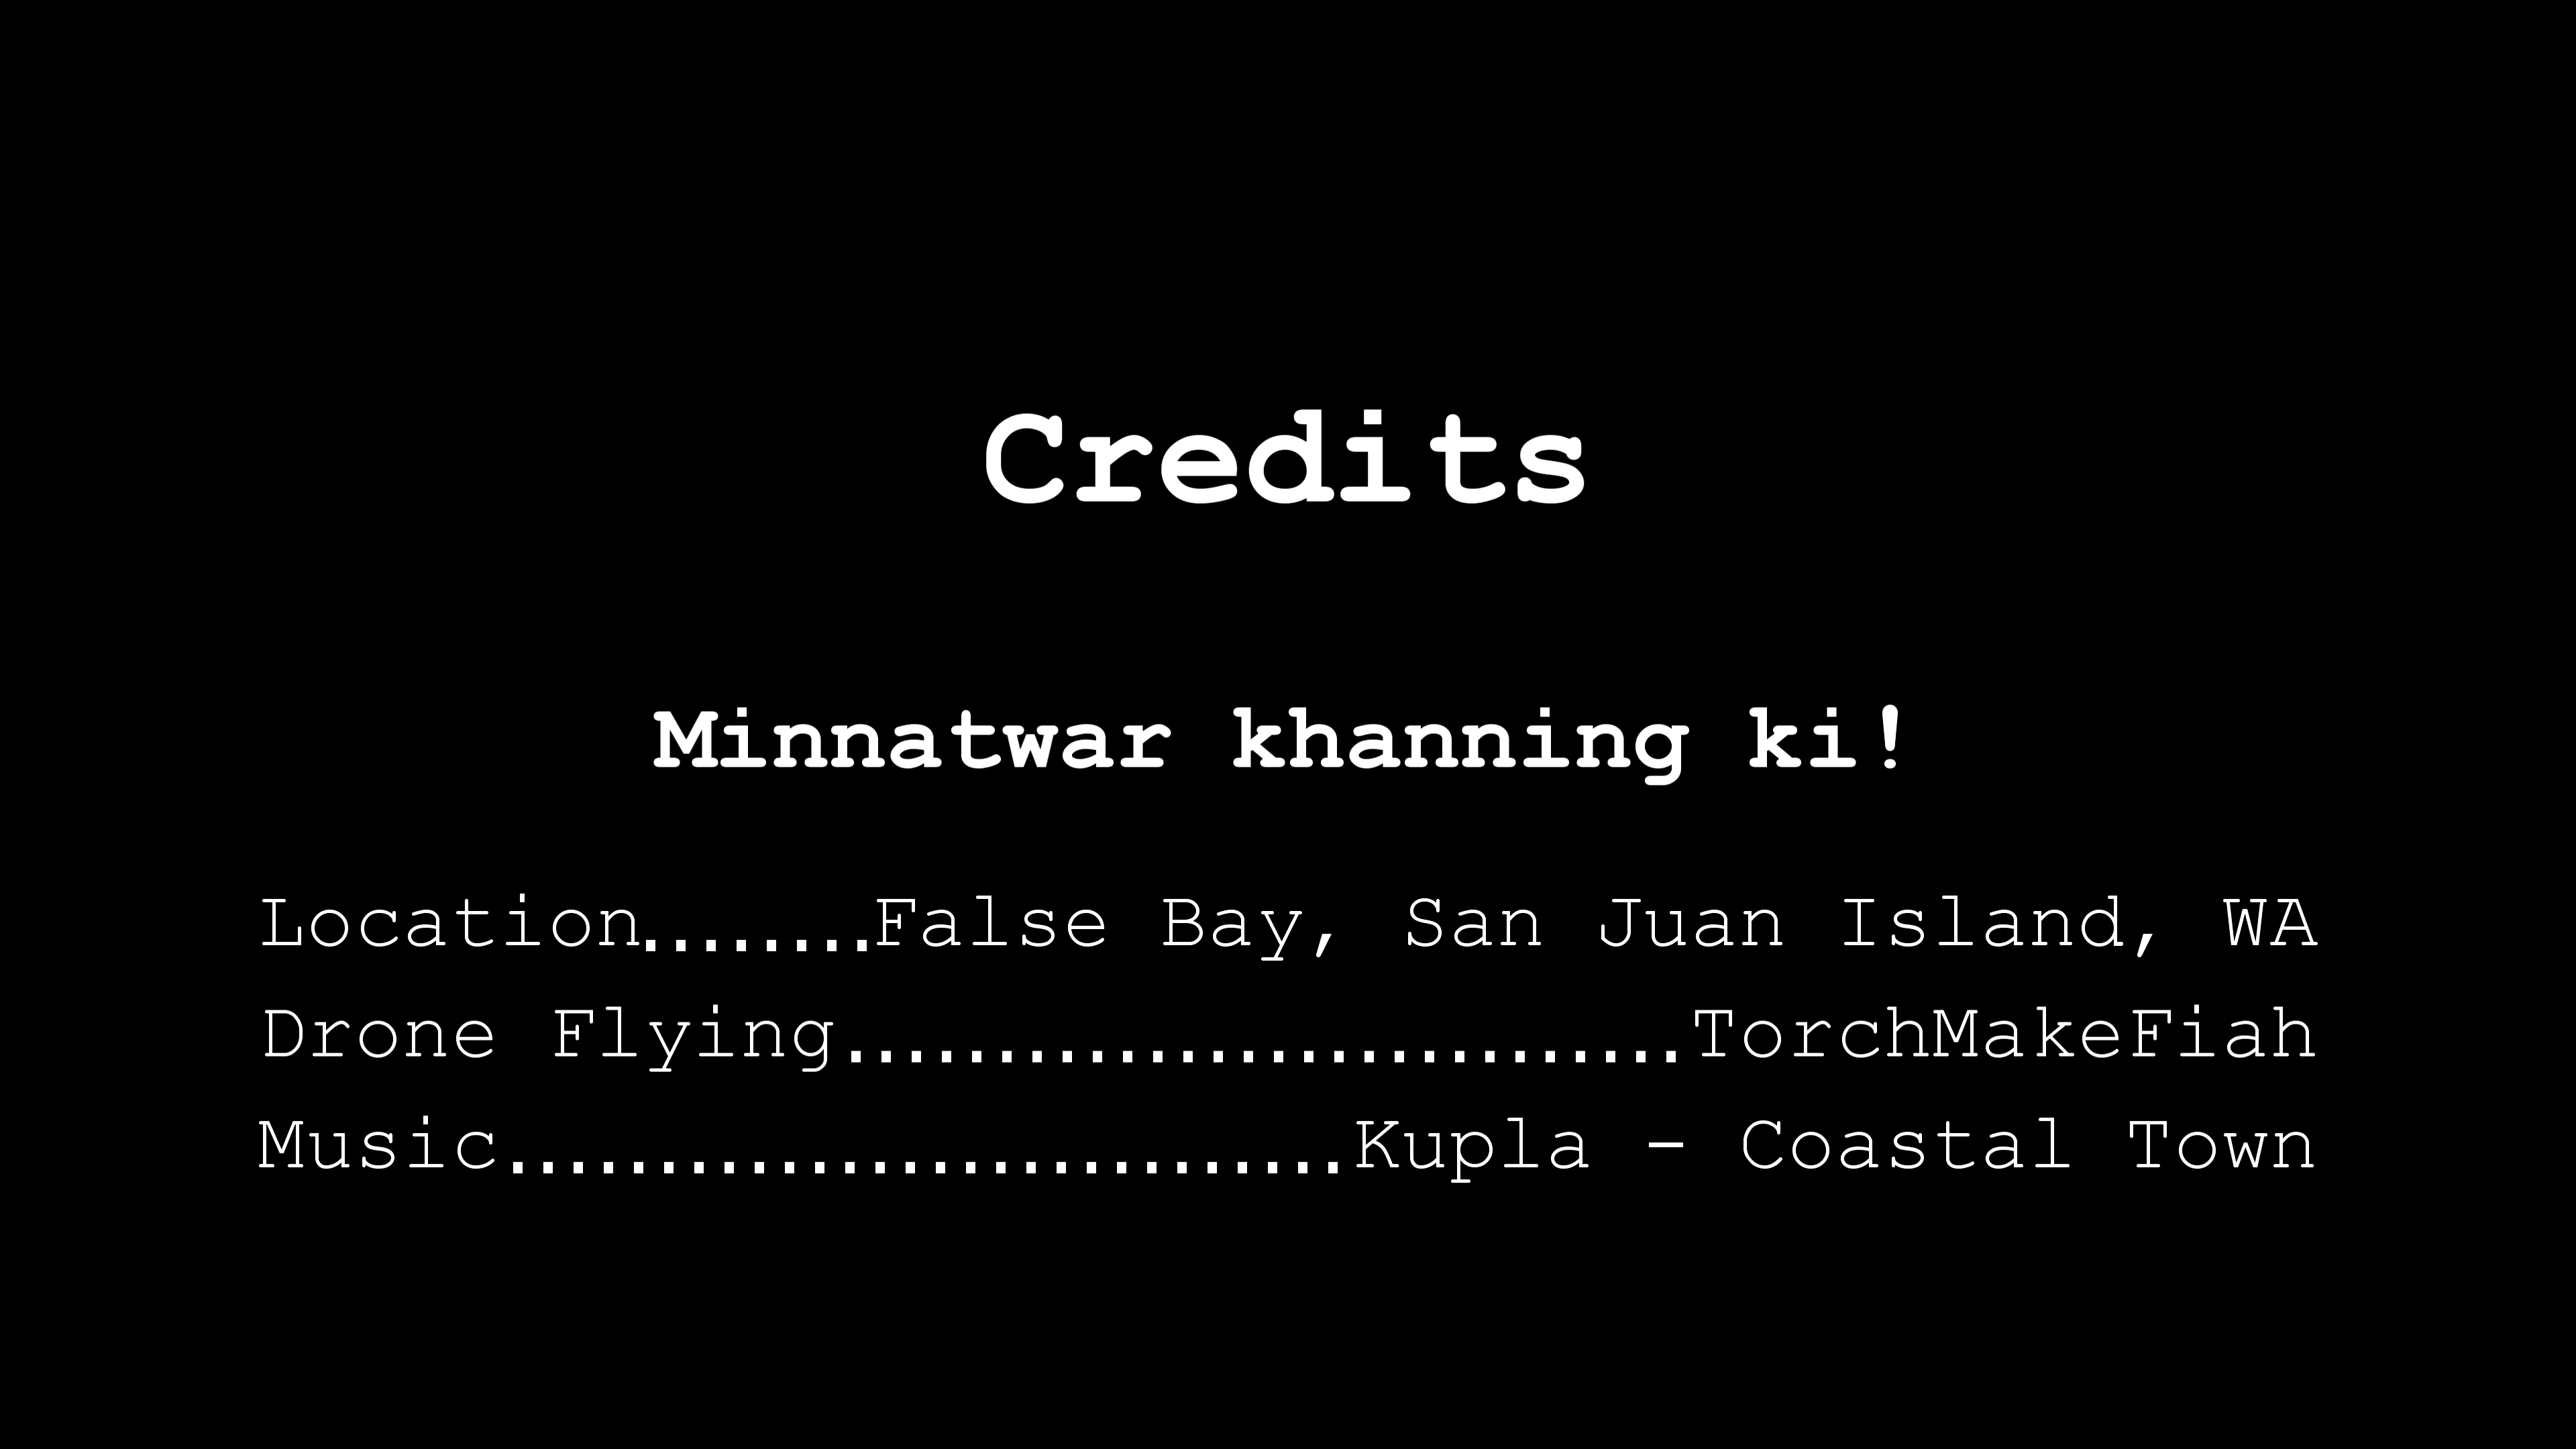 Credits
Minnatwar khanning ki!
Location........False Bay, San Juan Island, WA
Drone Flying............................TorchMakeFiah
Music............................Kupla - Coastal Town